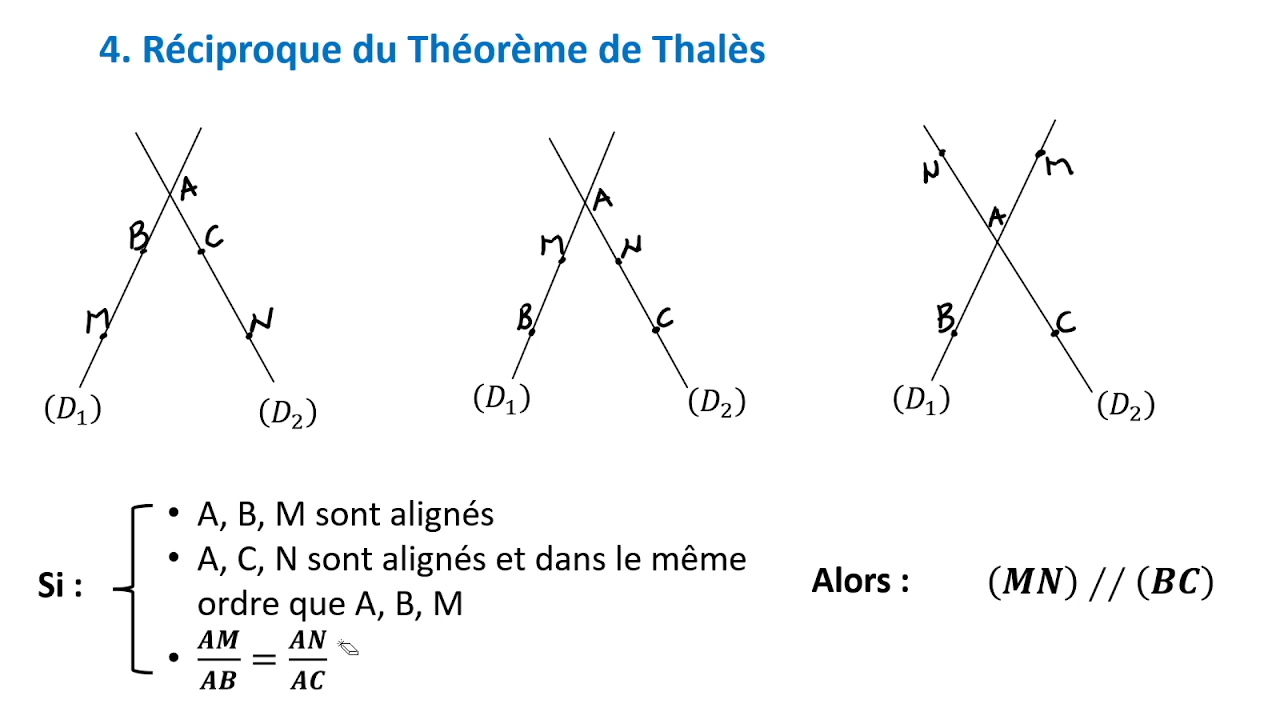 4. Réciproque du Théorème de Thalès
A
B
C
M
N
(D₁)
(D₂)
A
M
N
B
C
(D₁)
(D₂)
N
M
A
B
C
(D₁)
(D₂)
Si :
• A, B, M sont alignés
• A, C, N sont alignés et dans le même
ordre que A, B, M
• AM/AB = AN/AC
Alors : (MN) // (BC)